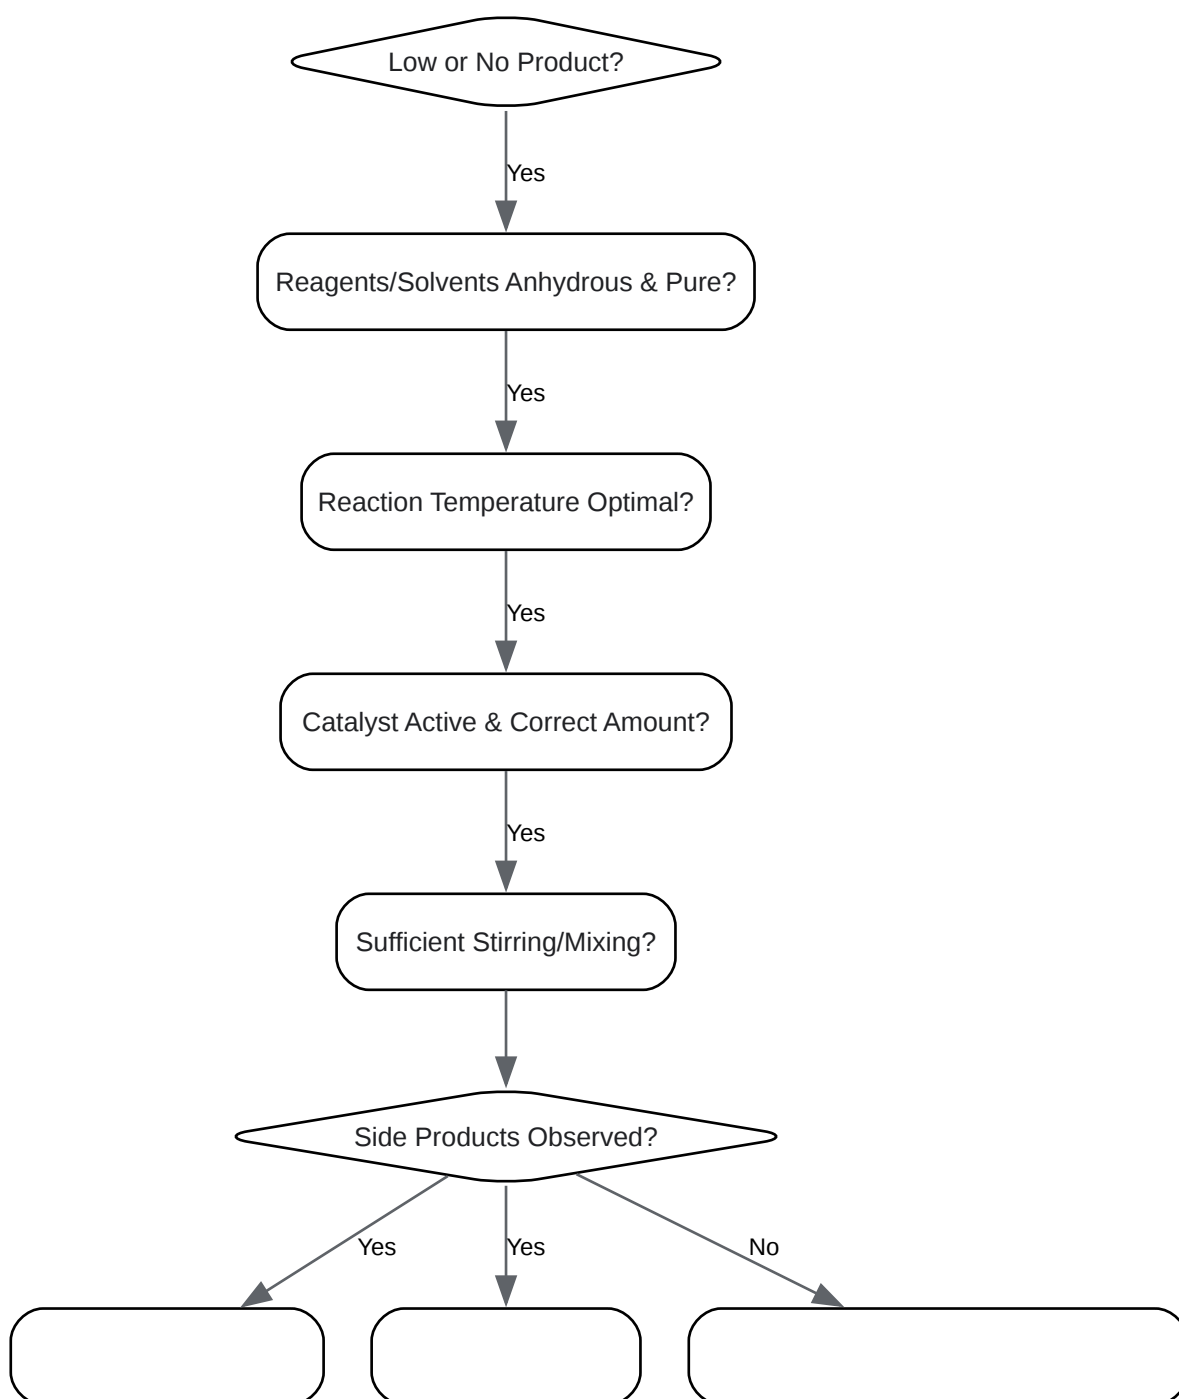 Low or No Product?
Yes
Reagents/Solvents Anhydrous & Pure?
Yes
Reaction Temperature Optimal?
Yes
Catalyst Active & Correct Amount?
Yes
Sufficient Stirring/Mixing?
Side Products Observed?
Yes
Yes
No